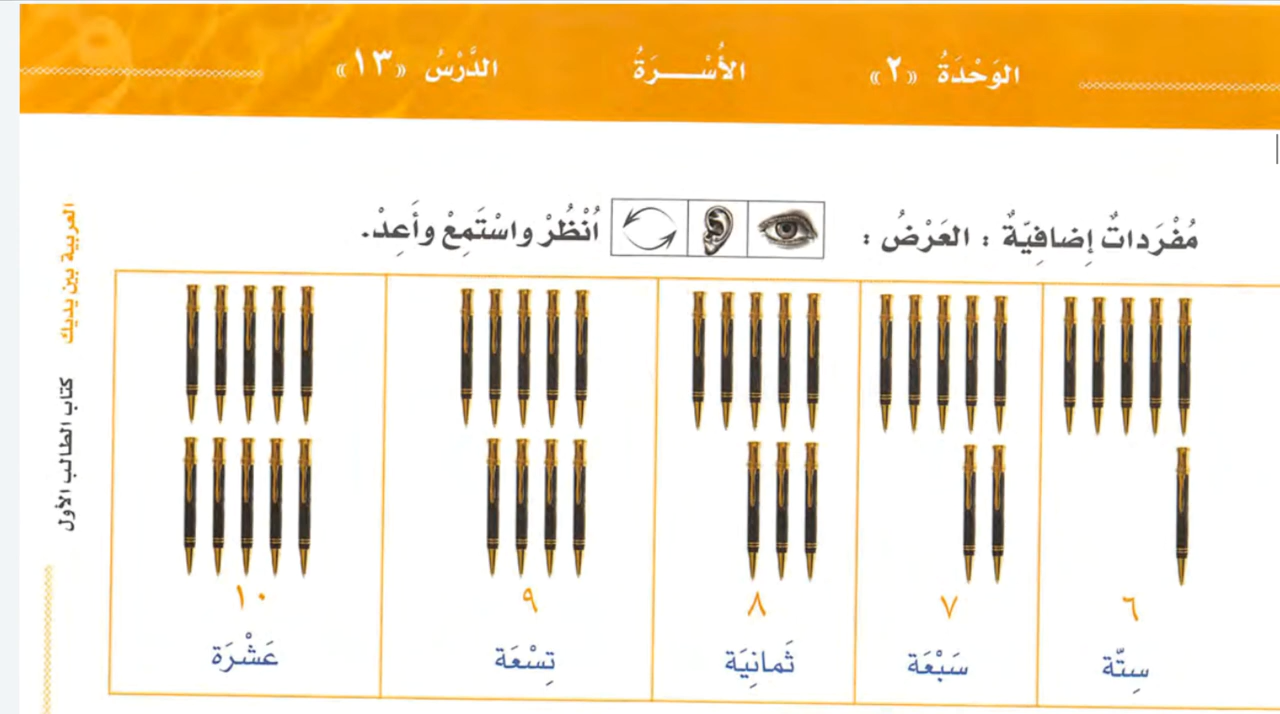 الوَحْدَةُ «٢» الأُسْـــرَةُ الدَّرْسُ «١٣»
مُفْرَداتٌ إضافِيّةٌ : العَرْضُ : اُنْظُرْ واسْتَمِعْ وأَعِدْ.
٦ ٧ ٨ ٩ ١٠
سِتّة سَبْعَة ثَمانِيَة تِسْعَة عَشْرَة
العربية بين يديك كتاب الطالب الأول